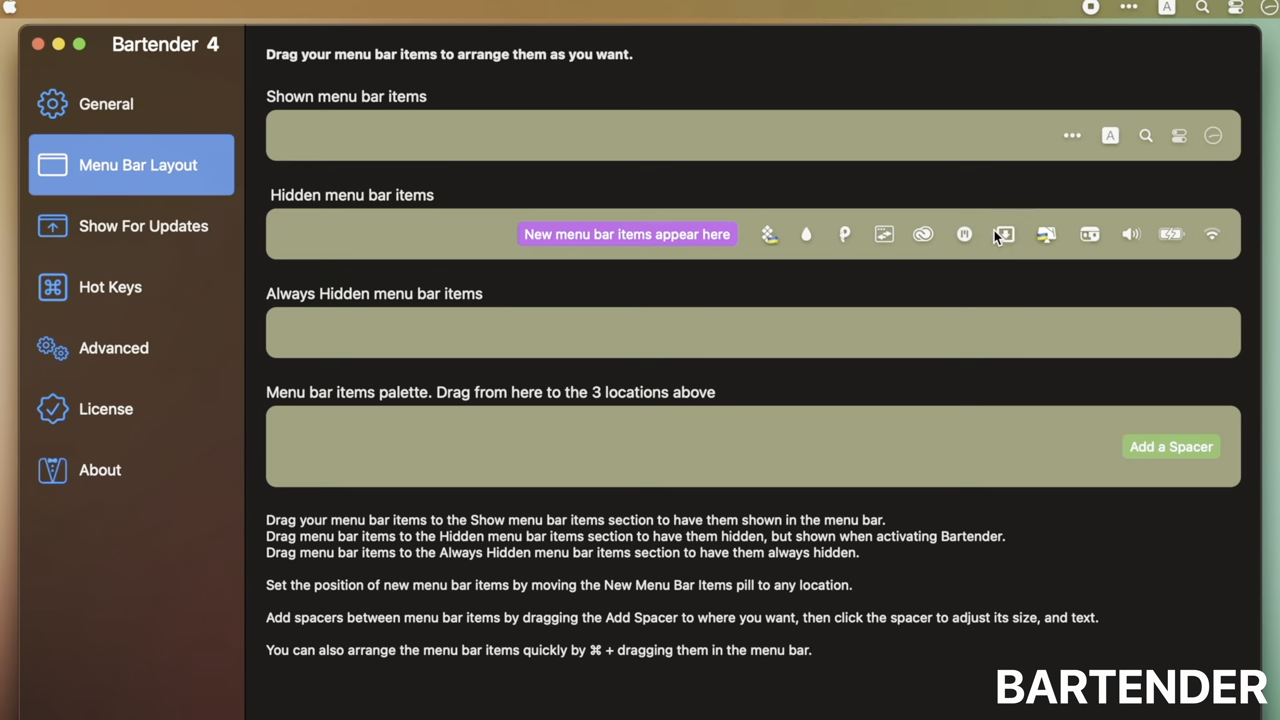 A
Bartender 4
General
Menu Bar Layout
Show For Updates
Hot Keys
Advanced
License
About
Drag your menu bar items to arrange them as you want.
Shown menu bar items
A
Hidden menu bar items
New menu bar items appear here
Always Hidden menu bar items
Menu bar items palette. Drag from here to the 3 locations above
Add a Spacer
Drag your menu bar items to the Show menu bar items section to have them shown in the menu bar.
Drag menu bar items to the Hidden menu bar items section to have them hidden, but shown when activating Bartender.
Drag menu bar items to the Always Hidden menu bar items section to have them always hidden.
Set the position of new menu bar items by moving the New Menu Bar Items pill to any location.
Add spacers between menu bar items by dragging the Add Spacer to where you want, then click the spacer to adjust its size, and text.
You can also arrange the menu bar items quickly by ⌘ + dragging them in the menu bar.
BARTENDER